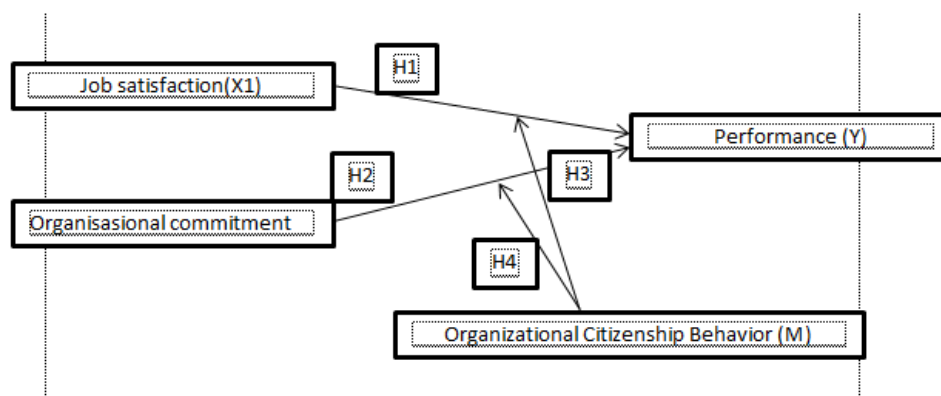 H1
Job satisfaction(X1)
Performance (Y)
H2
H3
Organisasional commitment
H4
Organizational Citizenship Behavior (M)